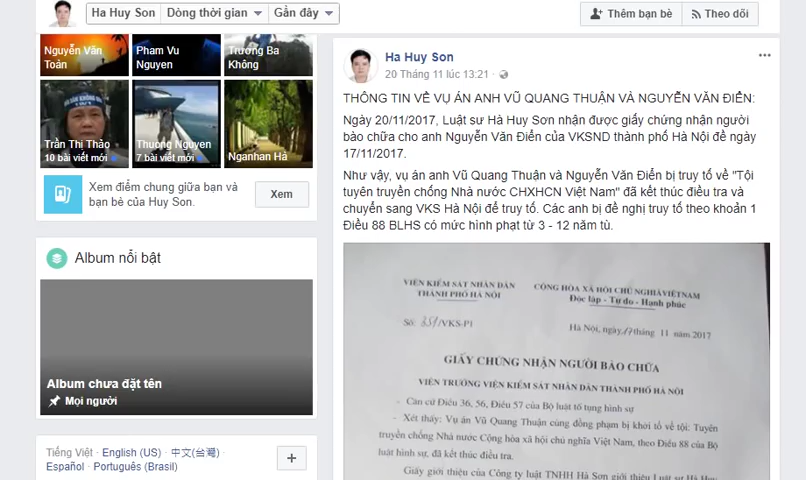 Ha Huy Son
Dòng thời gian
Gần đây
Thêm bạn bè
Theo dõi
Nguyễn Văn Toản
Pham Vu Nguyen
Trương Ba Không
Trần Thị Thảo
10 bài viết mới
Thuong Nguyen
7 bài viết mới
Nganhan Hà
Xem điểm chung giữa bạn và
bạn bè của Huy Son.
Xem
Album nổi bật
Album chưa đặt tên
Mọi người
Tiếng Việt · English (US) · 中文(台灣) ·
Español · Português (Brasil)
Ha Huy Son
20 Tháng 11 lúc 13:21 ·
THÔNG TIN VỀ VỤ ÁN ANH VŨ QUANG THUẬN VÀ NGUYỄN VĂN ĐIỂN:
Ngày 20/11/2017, Luật sư Hà Huy Sơn nhận được giấy chứng nhận người
bào chữa cho anh Nguyễn Văn Điển của VKSND thành phố Hà Nội đề ngày
17/11/2017.
Như vậy, vụ án anh Vũ Quang Thuận và Nguyễn Văn Điển bị truy tố về "Tội
tuyên truyền chống Nhà nước CHXHCN Việt Nam" đã kết thúc điều tra và
chuyển sang VKS Hà Nội để truy tố. Các anh bị đề nghị truy tố theo khoản 1
Điều 88 BLHS có mức hình phạt từ 3 - 12 năm tù.
VIỆN KIỂM SÁT NHÂN DÂN
THÀNH PHỐ HÀ NỘI
CỘNG HÒA XÃ HỘI CHỦ NGHĨA VIỆT NAM
Độc lập - Tự do - Hạnh phúc
Số: 351/VKS-P1
Hà Nội, ngày 17 tháng 11 năm 2017
GIẤY CHỨNG NHẬN NGƯỜI BÀO CHỮA
VIỆN TRƯỞNG VIỆN KIỂM SÁT NHÂN DÂN THÀNH PHỐ HÀ NỘI
- Căn cứ Điều 36, 56, Điều 57 của Bộ luật tố tụng hình sự
- Xét thấy: Vụ án Vũ Quang Thuận cùng đồng phạm bị khởi tố về tội: Tuyên
truyền chống Nhà nước Cộng hòa xã hội chủ nghĩa Việt Nam, theo Điều 88 của Bộ
luật hình sự, đã kết thúc điều tra.
Giấy giới thiệu của Công ty luật TNHH Hà Sơn giới thiệu Luật sư Hà Huy